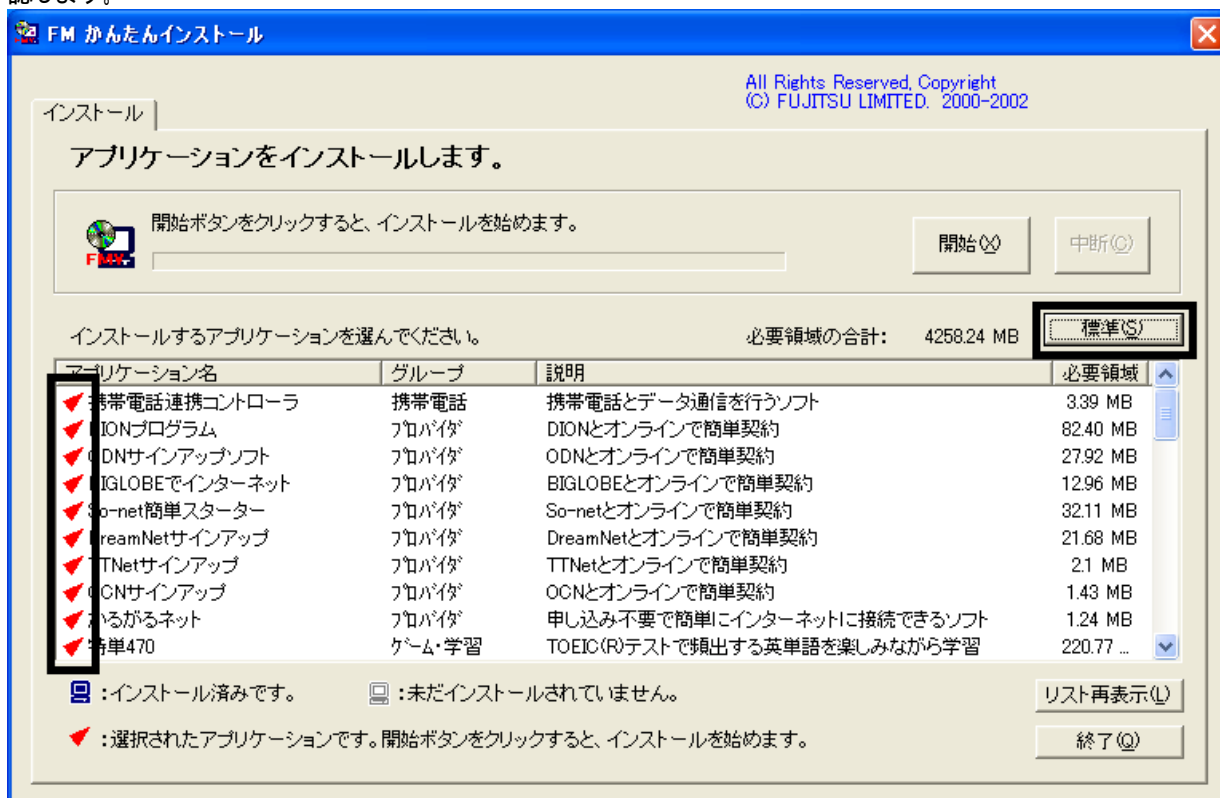 認します。
FM かんたんインストール
All Rights Reserved, Copyright
(C) FUJITSU LIMITED. 2000-2002
インストール
アプリケーションをインストールします。
開始ボタンをクリックすると、インストールを始めます。
開始(X) 中断(C)
インストールするアプリケーションを選んでください。 必要領域の合計: 4258.24 MB 標準(S)
アプリケーション名 グループ 説明 必要領域
携帯電話連携コントローラ 携帯電話 携帯電話とデータ通信を行うソフト 3.39 MB
DIONプログラム プロバイダ DIONとオンラインで簡単契約 82.40 MB
ODNサインアップソフト プロバイダ ODNとオンラインで簡単契約 27.92 MB
BIGLOBEでインターネット プロバイダ BIGLOBEとオンラインで簡単契約 12.96 MB
So-net簡単スターター プロバイダ So-netとオンラインで簡単契約 32.11 MB
DreamNetサインアップ プロバイダ DreamNetとオンラインで簡単契約 21.68 MB
TTNetサインアップ プロバイダ TTNetとオンラインで簡単契約 2.1 MB
OCNサインアップ プロバイダ OCNとオンラインで簡単契約 1.43 MB
かるがるネット プロバイダ 申し込み不要で簡単にインターネットに接続できるソフト 1.24 MB
特単470 ゲーム・学習 TOEIC(R)テストで頻出する英単語を楽しみながら学習 220.77 ...
:インストール済みです。 :未だインストールされていません。 リスト再表示(L)
:選択されたアプリケーションです。開始ボタンをクリックすると、インストールを始めます。 終了(Q)